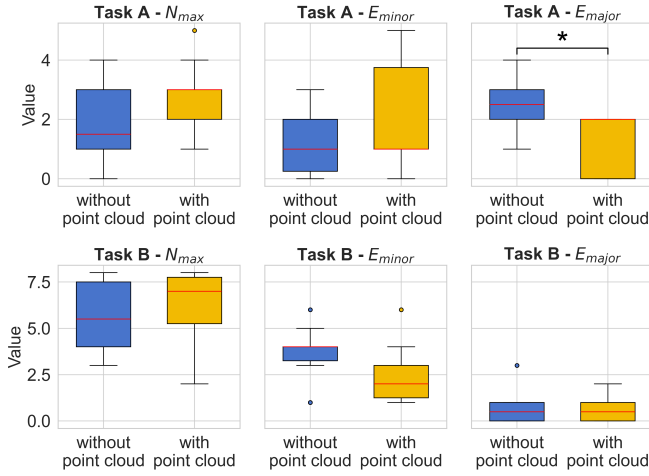 Task A - N_max
Task A - E_minor
Task A - E_major
*
Value
4
2
0
without
point cloud
with
point cloud
without
point cloud
with
point cloud
without
point cloud
with
point cloud
Task B - N_max
Task B - E_minor
Task B - E_major
Value
7.5
5.0
2.5
0.0
without
point cloud
with
point cloud
without
point cloud
with
point cloud
without
point cloud
with
point cloud